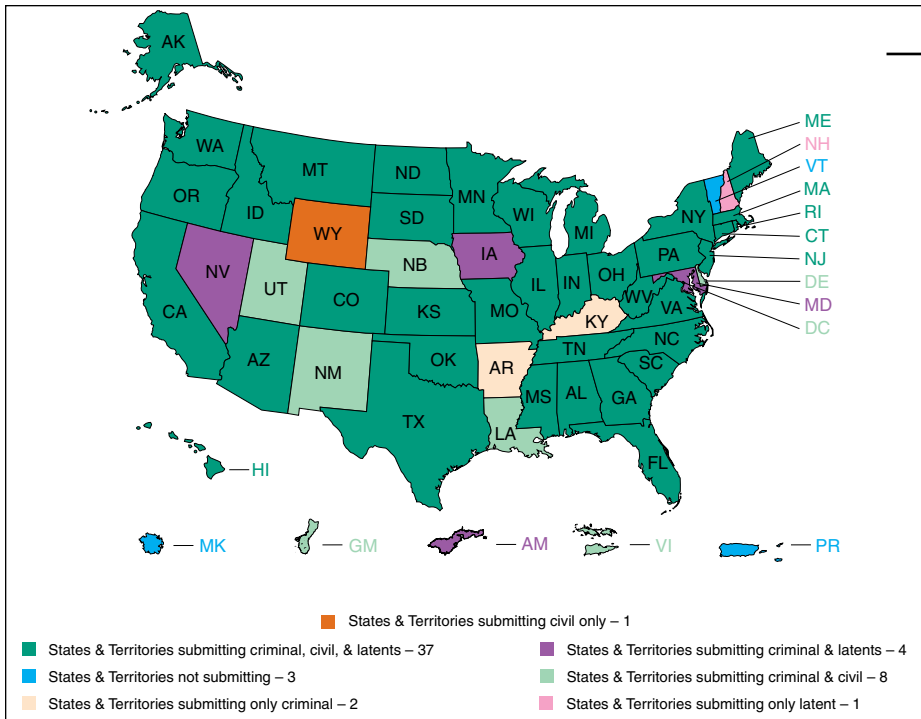 AK
WA
MT
ND
MN
OR
ID
SD
WI
MI
NY
WY
ME
NH
VT
MA
RI
CT
NJ
DE
MD
DC
NV
UT
NB
IA
PA
CA
CO
IL
IN
OH
WV
VA
KS
MO
KY
NC
AZ
NM
OK
AR
TN
SC
TX
LA
MS
AL
GA
FL
HI
MK
GM
AM
VI
PR
States & Territories submitting civil only – 1
States & Territories submitting criminal, civil, & latents – 37
States & Territories submitting criminal & latents – 4
States & Territories not submitting – 3
States & Territories submitting criminal & civil – 8
States & Territories submitting only criminal – 2
States & Territories submitting only latent – 1